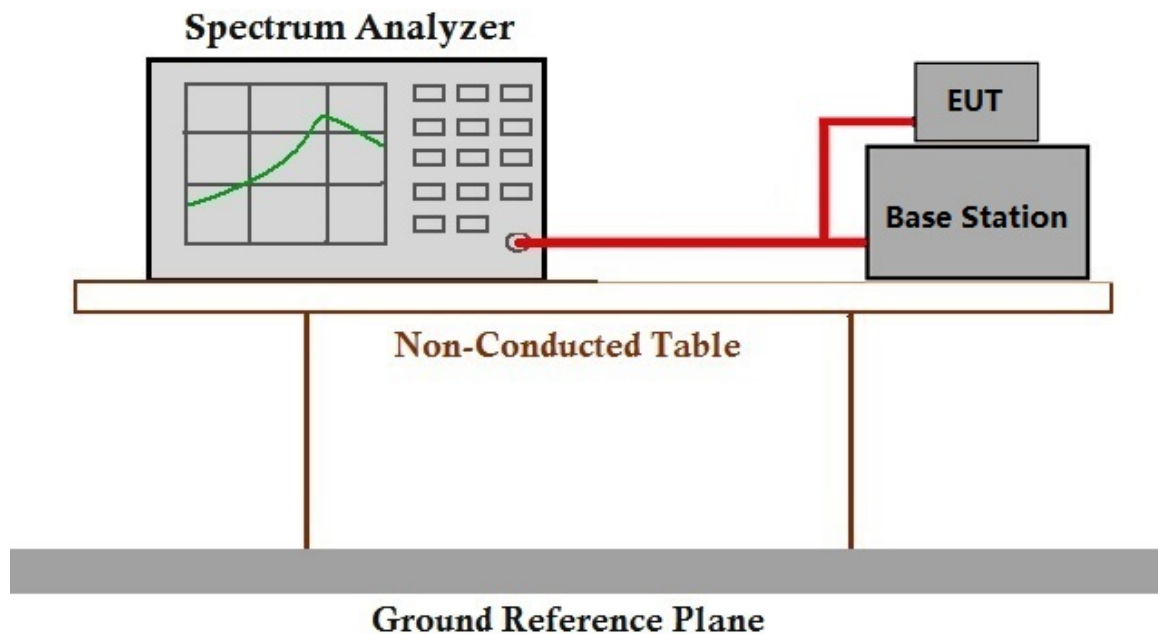 Spectrum Analyzer
EUT
Base Station
Non-Conducted Table
Ground Reference Plane